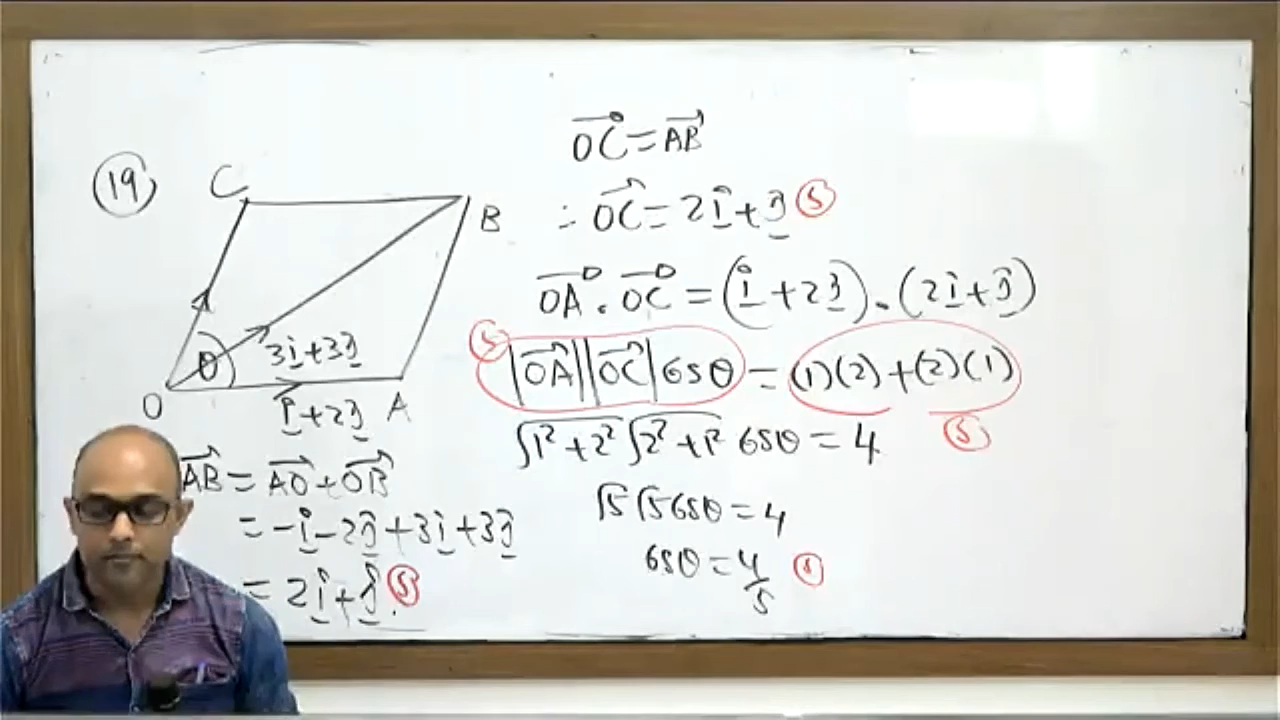 (19)
C
B
O
A
θ
3i+3j
i+2j
→AB = →AO + →OB
= -i-2j+3i+3j
= 2i+j. (5)
→OC = →AB
∴ →OC = 2i+j (5)
→OA . →OC = (i+2j).(2i+j)
(5) |→OA||→OC| cosθ = (1)(2)+(2)(1)
√1²+2² √2²+1² cosθ = 4 (5)
√5 √5 cosθ = 4
cosθ = 4/5 (5)